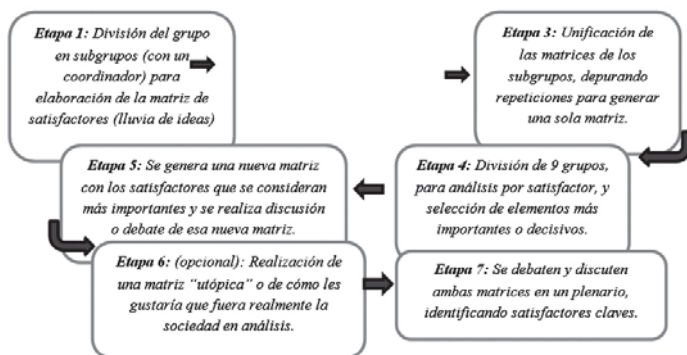 Etapa 1: División del grupo
en subgrupos (con un
coordinador) para
elaboración de la matriz de
satisfactores (lluvia de ideas)
Etapa 3: Unificación de
las matrices de los
subgrupos, depurando
repeticiones para generar
una sola matriz.
Etapa 5: Se genera una nueva matriz
con los satisfactores que se consideran
más importantes y se realiza discusión
o debate de esa nueva matriz.
Etapa 4: División de 9 grupos,
para análisis por satisfactor, y
selección de elementos más
importantes o decisivos.
Etapa 6: (opcional): Realización de
una matriz “utópica” o de cómo les
gustaría que fuera realmente la
sociedad en análisis.
Etapa 7: Se debaten y discuten
ambas matrices en un plenario,
identificando satisfactores claves.